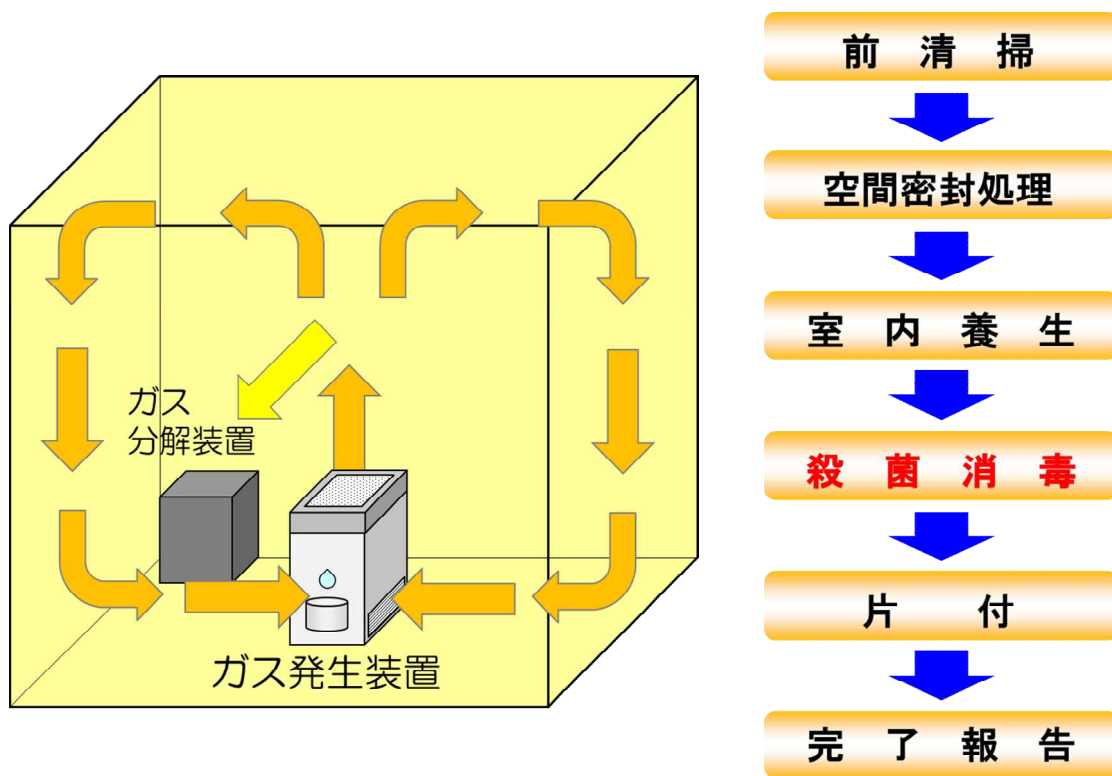 ガス
分解装置
ガス発生装置
前清掃
空間密封処理
室内養生
殺菌消毒
片付
完了報告